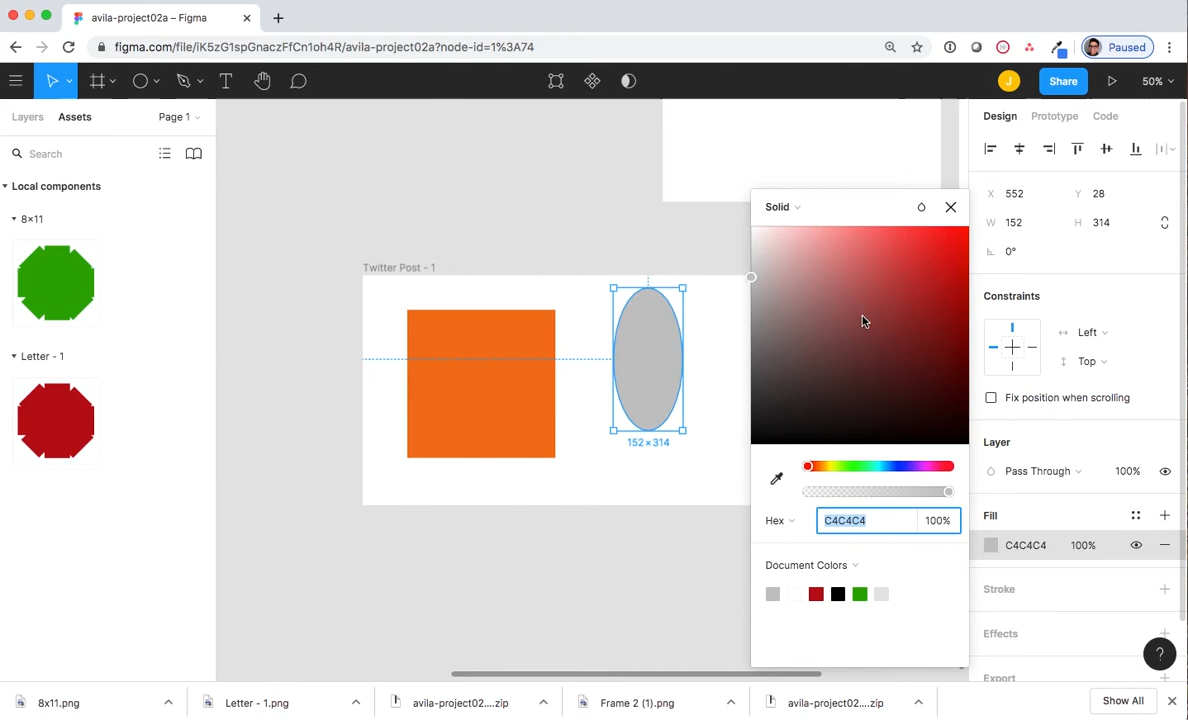 avila-project02a – Figma
figma.com/file/iK5zG1spGnaczFfCn1oh4R/avila-project02a?node-id=1%3A74
Paused
J
Share
50%
Layers
Assets
Page 1
Search
Local components
8×11
Letter - 1
Twitter Post - 1
152 × 314
Solid
Hex
C4C4C4
100%
Document Colors
Design
Prototype
Code
X
552
Y
28
W
152
H
314
0°
Constraints
Left
Top
Fix position when scrolling
Layer
Pass Through
100%
Fill
C4C4C4
100%
Stroke
Effects
Export
?
8x11.png
Letter - 1.png
avila-project02....zip
Frame 2 (1).png
avila-project02....zip
Show All